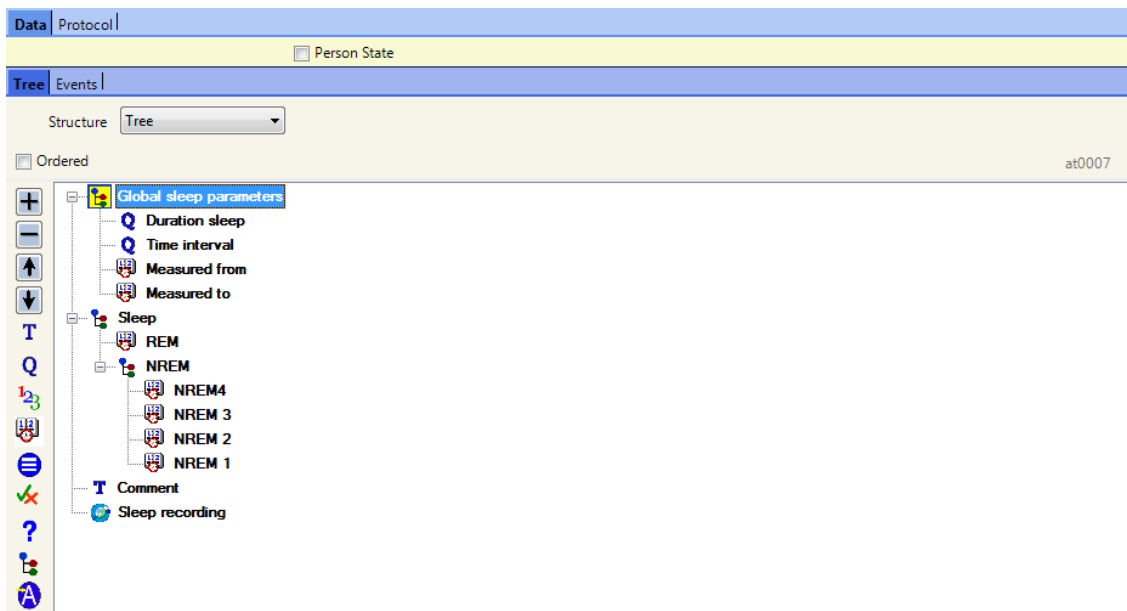 Data Protocol
Person State
Tree Events
Structure Tree
Ordered
at0007
Global sleep parameters
Q Duration sleep
Q Time interval
Measured from
Measured to
Sleep
T
REM
Q
NREM
123
NREM4
NREM 3
NREM 2
NREM 1
T Comment
Sleep recording
?
A